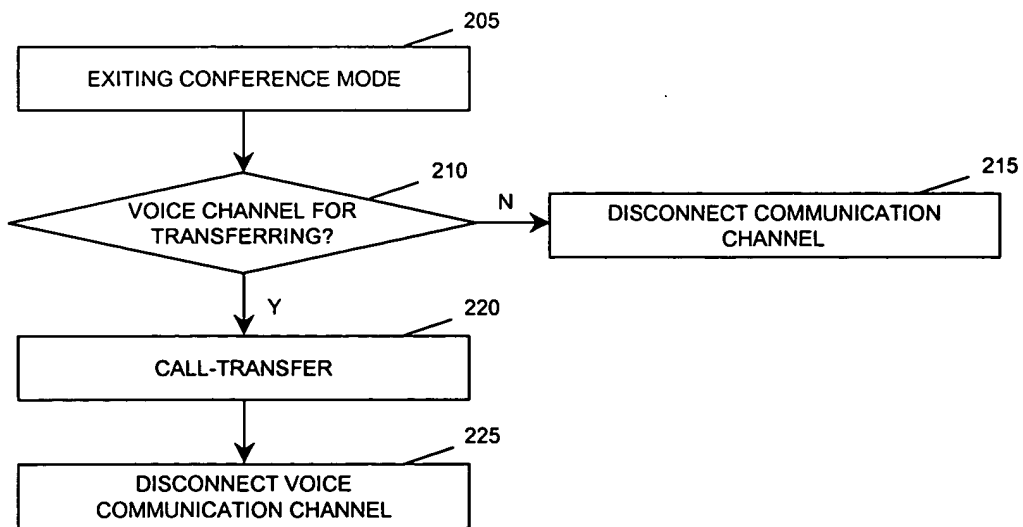 205
EXITING CONFERENCE MODE
210
215
VOICE CHANNEL FOR
TRANSFERRING?
N
DISCONNECT COMMUNICATION
CHANNEL
Y
220
CALL-TRANSFER
225
DISCONNECT VOICE
COMMUNICATION CHANNEL